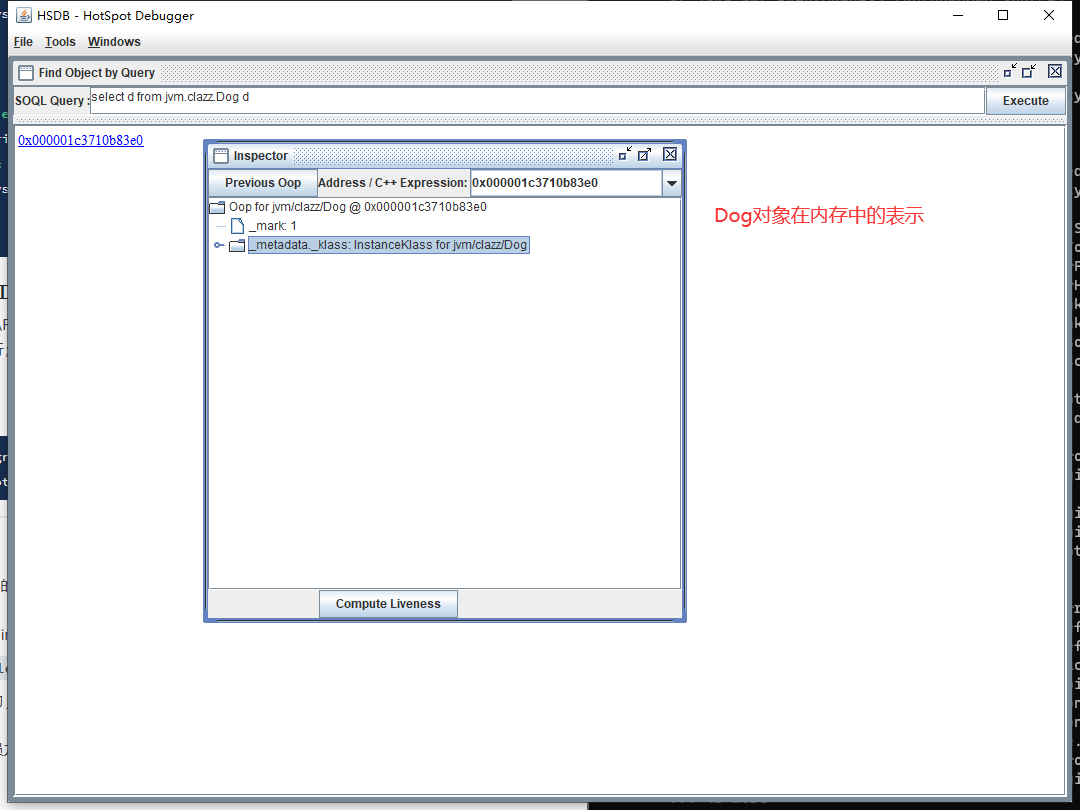 HSDB - HotSpot Debugger
File Tools Windows
Find Object by Query
SOQL Query : select d from jvm.clazz.Dog d Execute
0x000001c3710b83e0
Inspector
Previous Oop Address / C++ Expression: 0x000001c3710b83e0
Oop for jvm/clazz/Dog @ 0x000001c3710b83e0
_mark: 1
_metadata._klass: InstanceKlass for jvm/clazz/Dog
Dog对象在内存中的表示
Compute Liveness